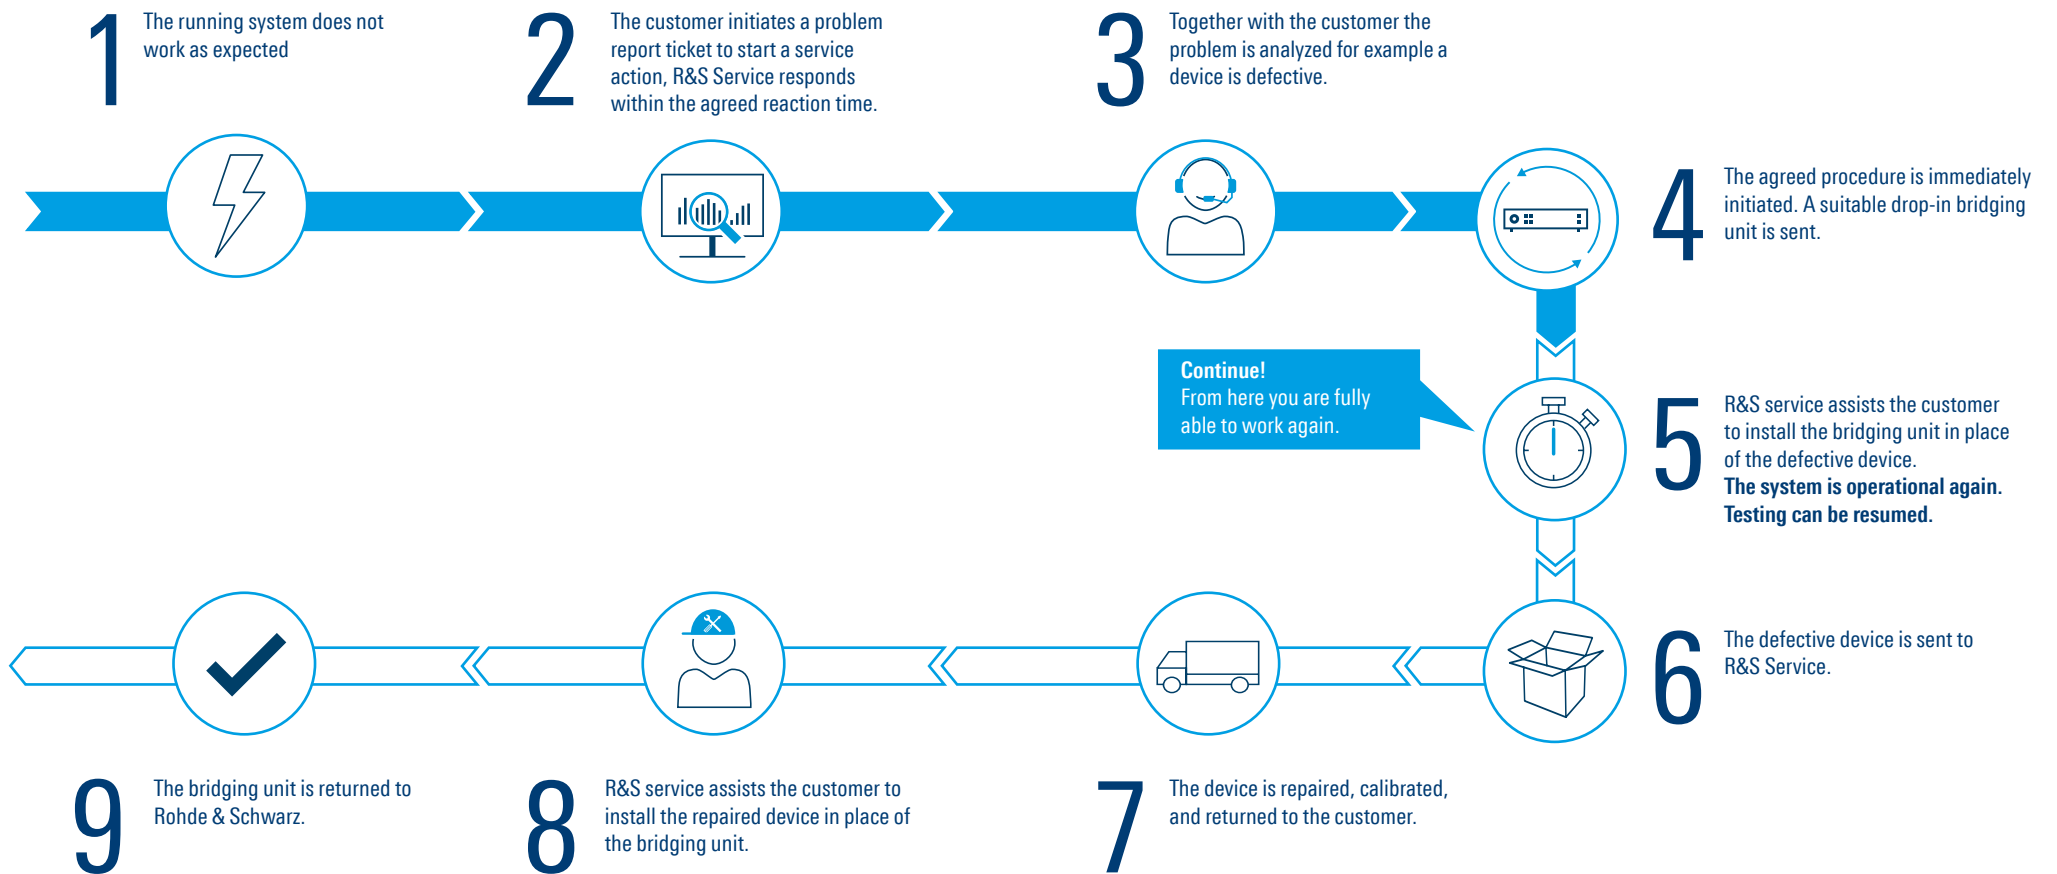 1
The running system does not
work as expected
2
The customer initiates a problem
report ticket to start a service
action, R&S Service responds
within the agreed reaction time.
3
Together with the customer the
problem is analyzed for example a
device is defective.
4
The agreed procedure is immediately
initiated. A suitable drop-in bridging
unit is sent.
Continue!
From here you are fully
able to work again.
5
R&S service assists the customer
to install the bridging unit in place
of the defective device.
The system is operational again.
Testing can be resumed.
6
The defective device is sent to
R&S Service.
7
The device is repaired, calibrated,
and returned to the customer.
8
R&S service assists the customer to
install the repaired device in place of
the bridging unit.
9
The bridging unit is returned to
Rohde & Schwarz.